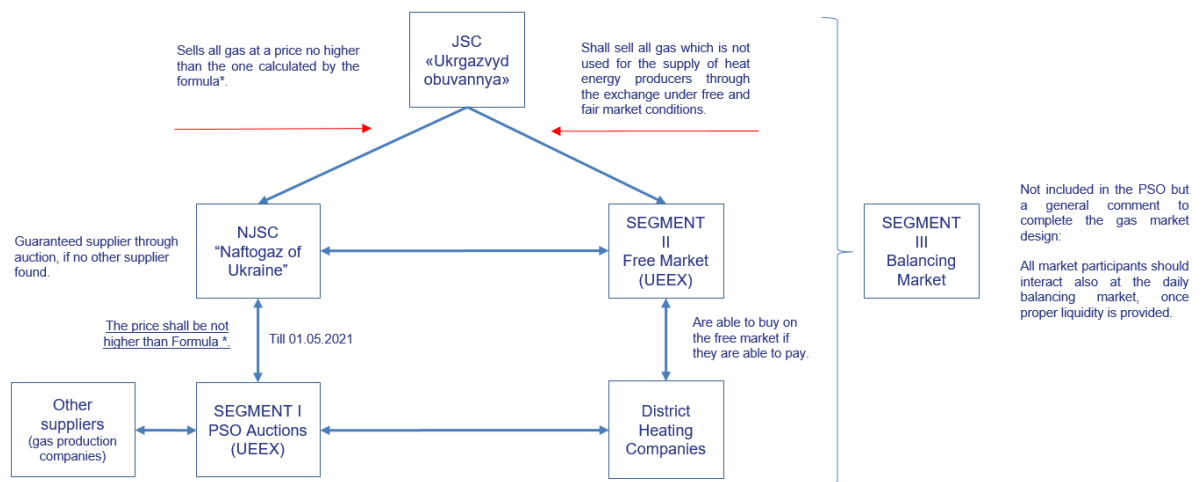 JSC
«Ukrgazvyd
obuvannya»
Sells all gas at a price no higher
than the one calculated by the
formula*.
Shall sell all gas which is not
used for the supply of heat
energy producers through
the exchange under free and
fair market conditions.
NJSC
“Naftogaz of
Ukraine”
Guaranteed supplier through
auction, if no other supplier
found.
SEGMENT
II
Free Market
(UEEX)
SEGMENT
III
Balancing
Market
Not included in the PSO but
a general comment to
complete the gas market
design:
All market participants should
interact also at the daily
balancing market, once
proper liquidity is provided.
The price shall be not
higher than Formula *.
Till 01.05.2021
Are able to buy on
the free market if
they are able to pay.
Other
suppliers
(gas production
companies)
SEGMENT I
PSO Auctions
(UEEX)
District
Heating
Companies